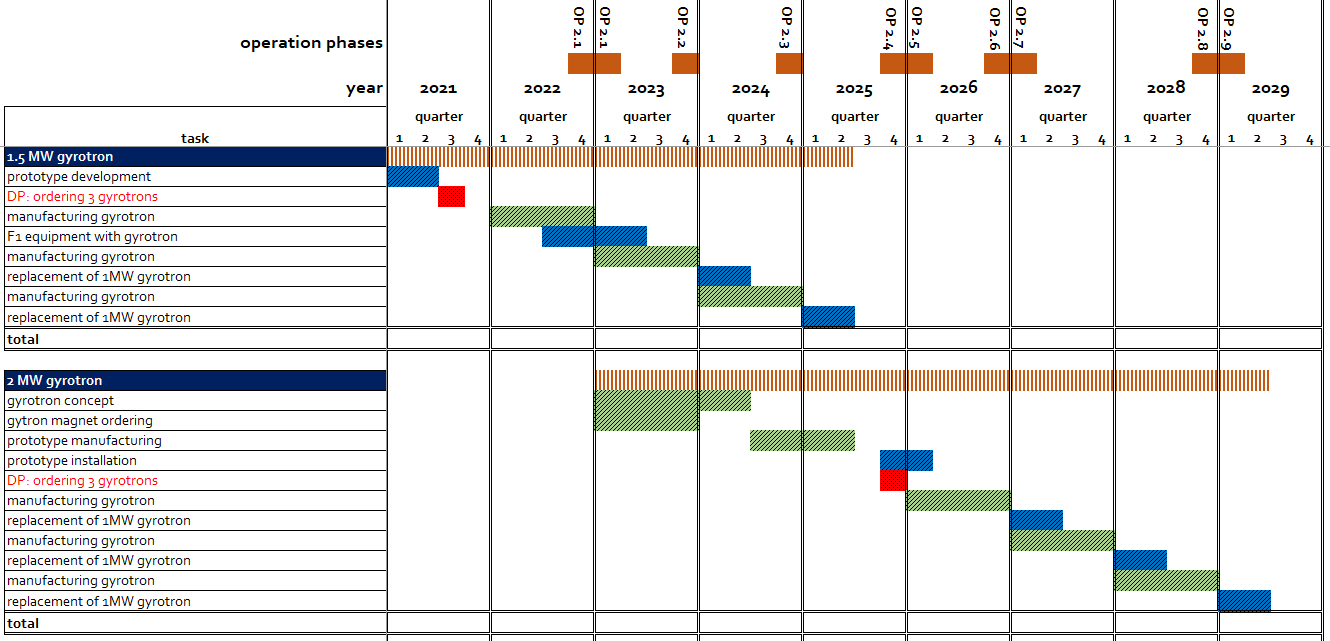 OP 2.1 OP 2.1 OP 2.2 OP 2.3 OP 2.4 OP 2.5 OP 2.6 OP 2.7 OP 2.8 OP 2.9
operation phases
year 2021 2022 2023 2024 2025 2026 2027 2028 2029
quarter quarter quarter quarter quarter quarter quarter quarter quarter
task 1 2 3 4 1 2 3 4 1 2 3 4 1 2 3 4 1 2 3 4 1 2 3 4 1 2 3 4 1 2 3 4 1 2 3 4
1.5 MW gyrotron
prototype development
DP: ordering 3 gyrotrons
manufacturing gyrotron
F1 equipment with gyrotron
manufacturing gyrotron
replacement of 1MW gyrotron
manufacturing gyrotron
replacement of 1MW gyrotron
total
2 MW gyrotron
gyrotron concept
gytron magnet ordering
prototype manufacturing
prototype installation
DP: ordering 3 gyrotrons
manufacturing gyrotron
replacement of 1MW gyrotron
manufacturing gyrotron
replacement of 1MW gyrotron
manufacturing gyrotron
replacement of 1MW gyrotron
total